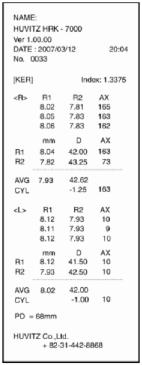 NAME:
HUVITZ HRK - 7000
Ver 1.00.00
DATE : 2007/03/12 20:04
No. 0033
[KER] Index: 1.3375
<R> R1 R2 AX
8.02 7.81 165
8.05 7.83 163
8.06 7.83 162
mm D AX
R1 8.04 42.00 163
R2 7.82 43.25 73
AVG 7.93 42.62
CYL -1.25 163
<L> R1 R2 AX
8.12 7.93 10
8.11 7.93 9
8.12 7.93 10
mm D AX
R1 8.12 41.50 10
R2 7.93 42.50 10
AVG 8.02 42.00
CYL -1.00 10
PD = 68mm
HUVITZ Co.,Ltd.
+ 82-31-442-8868